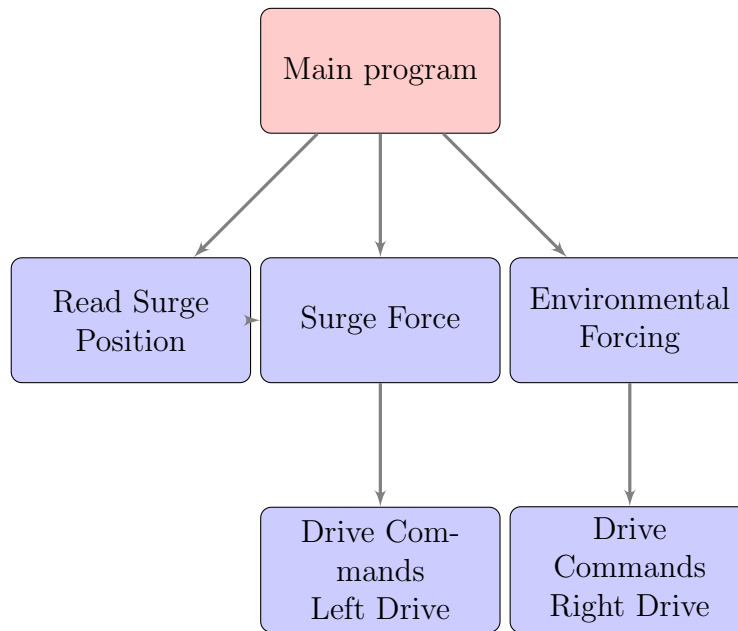 Main program
Read Surge
Position
Surge Force
Environmental
Forcing
Drive Com-
mands
Left Drive
Drive
Commands
Right Drive